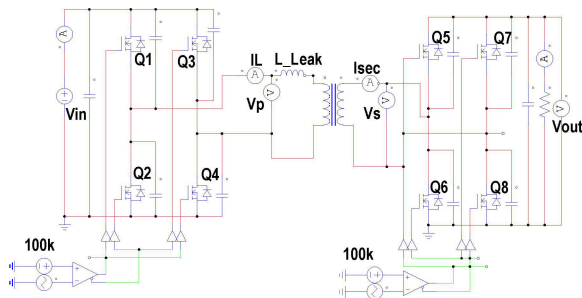 Q1
Q3
Vin
Q2
Q4
100k
IL
L_Leak
Vp
Isec
Vs
Q5
Q7
Vout
Q6
Q8
100k
A
A
A
A
V
V
V